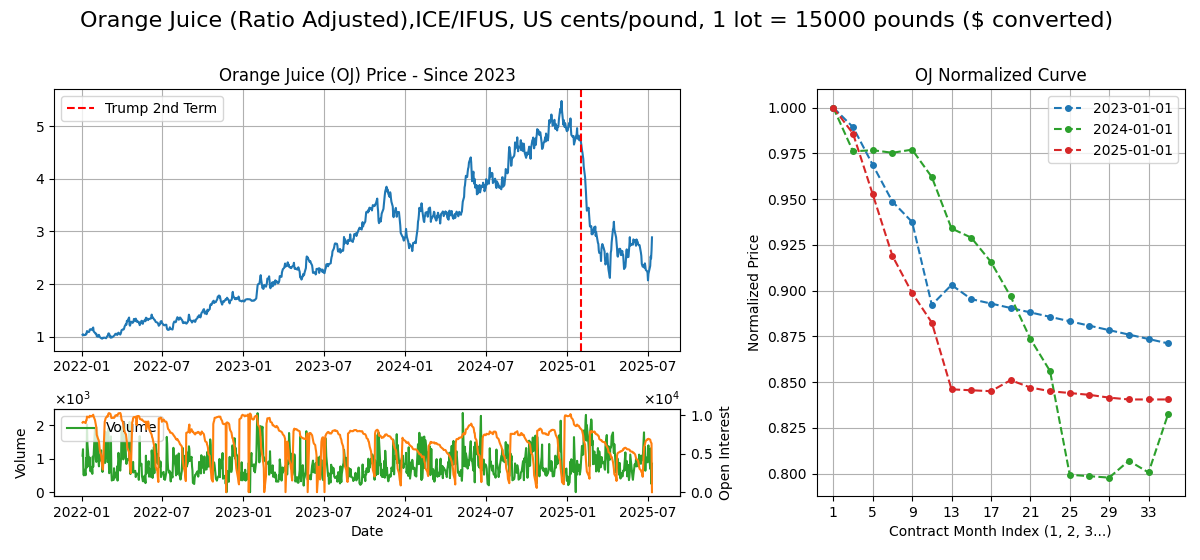 Orange Juice (Ratio Adjusted),ICE/IFUS, US cents/pound, 1 lot = 15000 pounds ($ converted)
Orange Juice (OJ) Price - Since 2023
Trump 2nd Term
5
4
3
2
1
2022-01 2022-07 2023-01 2023-07 2024-01 2024-07 2025-01 2025-07
×10³ ×10⁴
Volume
Volume
2
1
0
1.0
0.5
0.0
Open Interest
2022-01 2022-07 2023-01 2023-07 2024-01 2024-07 2025-01 2025-07
Date
OJ Normalized Curve
2023-01-01
2024-01-01
2025-01-01
Normalized Price
1.000
0.975
0.950
0.925
0.900
0.875
0.850
0.825
0.800
1 5 9 13 17 21 25 29 33
Contract Month Index (1, 2, 3...)